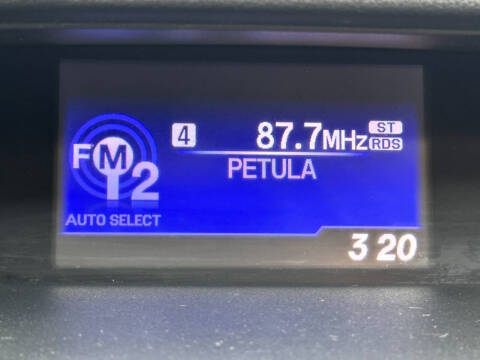 4 87.7MHz ST
RDS
FM2
PETULA
AUTO SELECT
3 20